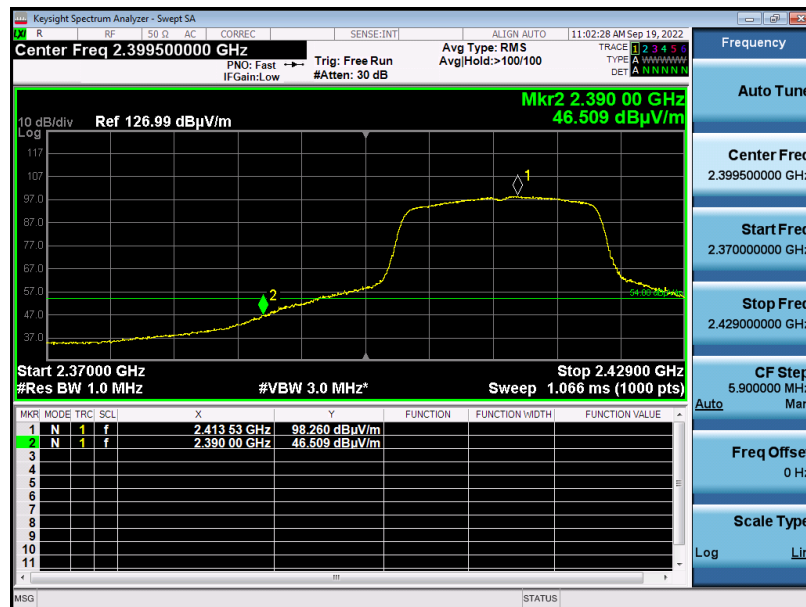 Keysight Spectrum Analyzer - Swept SA
LXI R RF 50 Ω AC CORREC SENSE:INT ALIGN AUTO 11:02:28 AM Sep 19, 2022
Center Freq 2.399500000 GHz
PNO: Fast
IFGain:Low
Trig: Free Run
#Atten: 30 dB
Avg Type: RMS
Avg|Hold:>100/100
TRACE 1 2 3 4 5 6
TYPE A W W W W W
DET A N N N N N
Mkr2 2.390 00 GHz
46.509 dBµV/m
10 dB/div Ref 126.99 dBµV/m
Log
117
107
97.0
87.0
77.0
67.0
57.0
47.0
37.0
1
2
54.00 dBµV/m
Start 2.37000 GHz Stop 2.42900 GHz
#Res BW 1.0 MHz #VBW 3.0 MHz* Sweep 1.066 ms (1000 pts)
MKR MODE TRC SCL X Y FUNCTION FUNCTION WIDTH FUNCTION VALUE
1 N 1 f 2.413 53 GHz 98.260 dBµV/m
2 N 1 f 2.390 00 GHz 46.509 dBµV/m
3
4
5
6
7
8
9
10
11
MSG STATUS
Frequency
Auto Tune
Center Freq
2.399500000 GHz
Start Freq
2.370000000 GHz
Stop Freq
2.429000000 GHz
CF Step
5.900000 MHz
Auto Man
Freq Offset
0 Hz
Scale Type
Log Lin